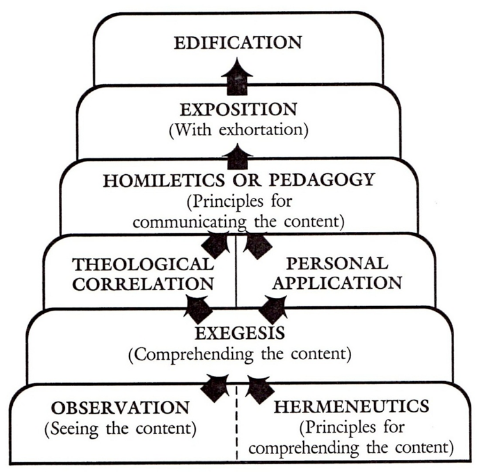 EDIFICATION
EXPOSITION
(With exhortation)
HOMILETICS OR PEDAGOGY
(Principles for
communicating the content)
THEOLOGICAL
CORRELATION
PERSONAL
APPLICATION
EXEGESIS
(Comprehending the content)
OBSERVATION
(Seeing the content)
HERMENEUTICS
(Principles for
comprehending the content)